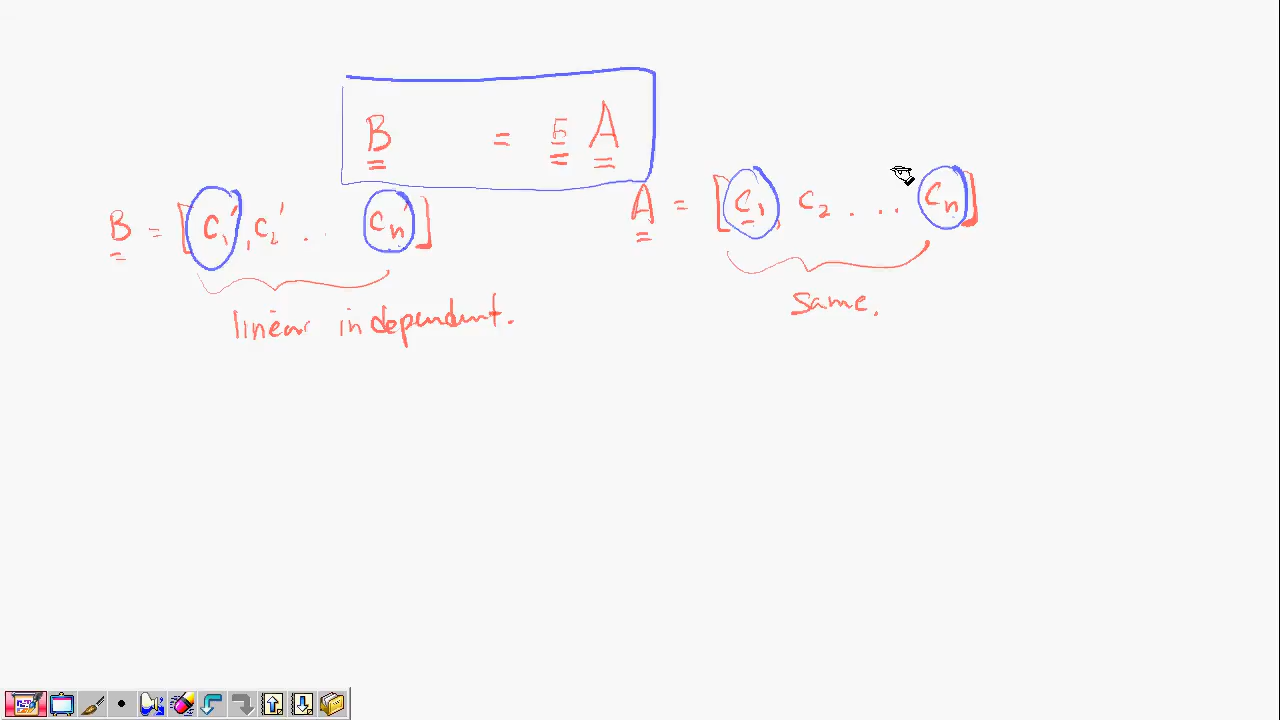 B = E A
B = [c₁', c₂' . . cₙ']
A = [c₁, c₂ . . . cₙ]
linear independent.
same.